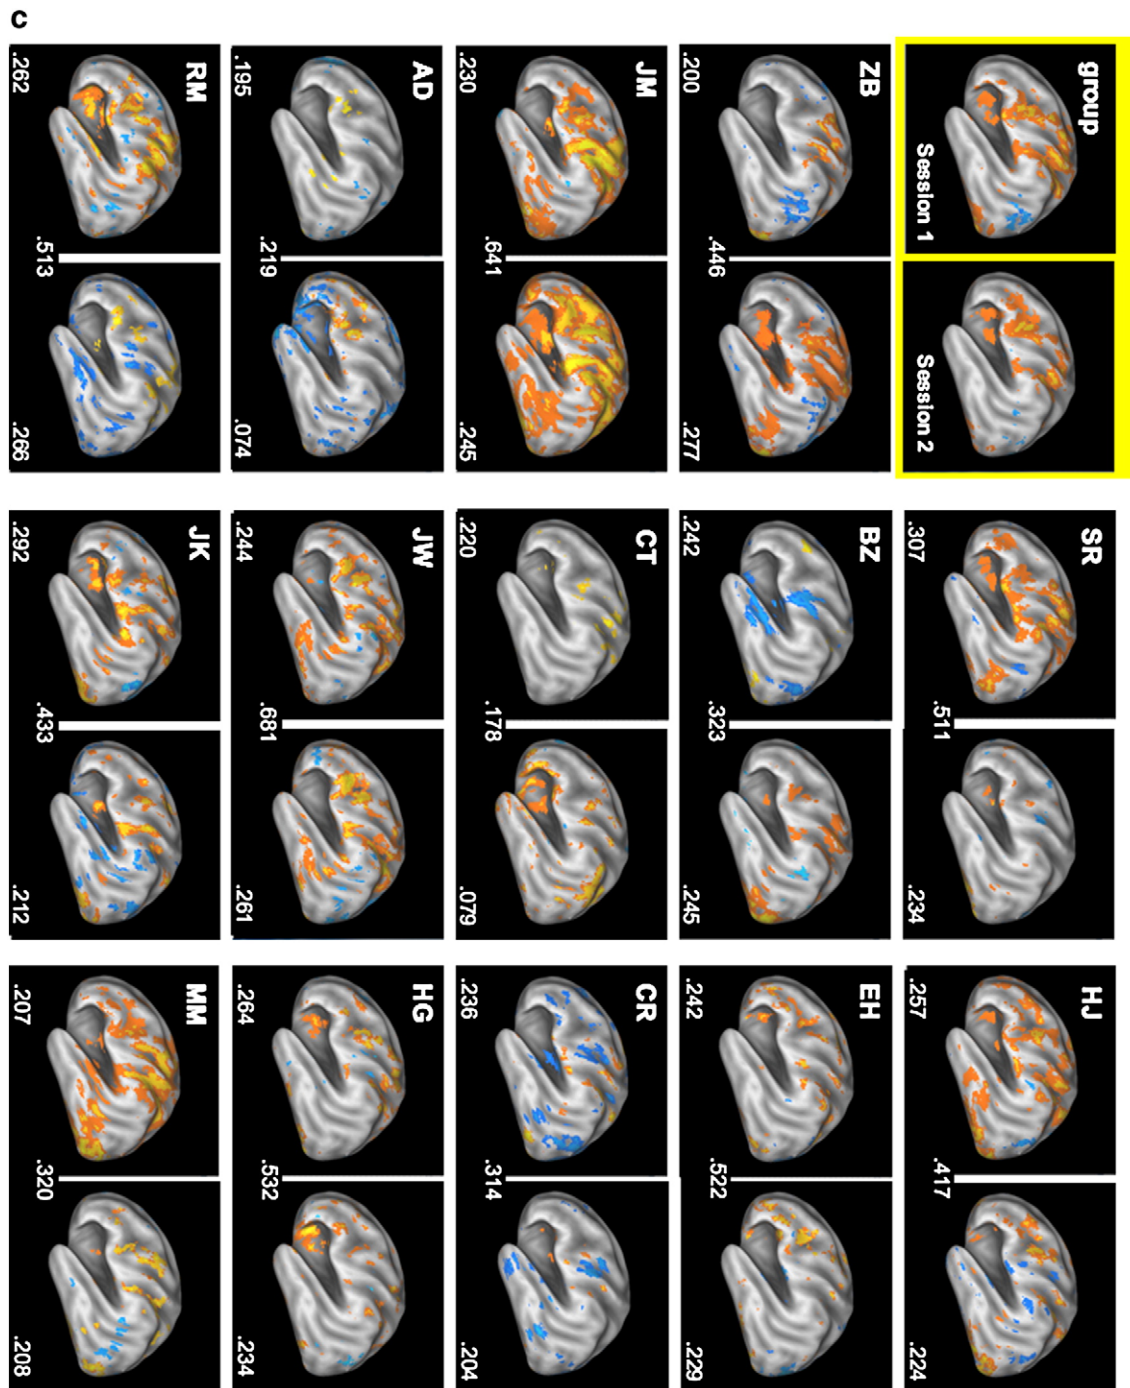 c
group
Session 1
Session 2
SR
.307
.511
.234
HJ
.257
.417
.224
ZB
.200
.446
.277
BZ
.242
.323
.245
EH
.242
.522
.229
JM
.230
.641
.245
CT
.220
.178
.079
CR
.236
.314
.204
AD
.195
.219
.074
JW
.244
.681
.261
HG
.264
.532
.234
RM
.262
.513
.266
JK
.292
.433
.212
MM
.207
.320
.208